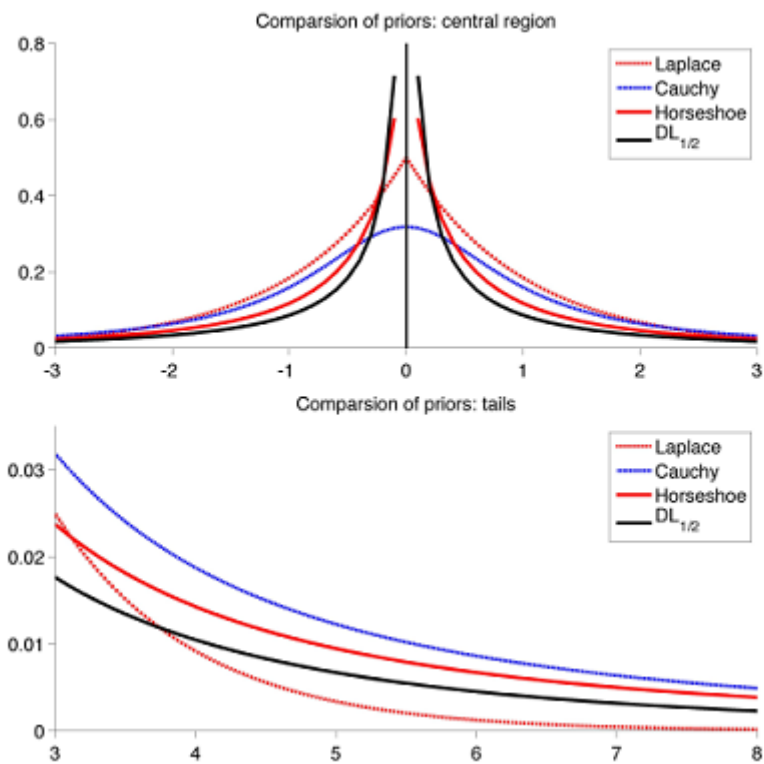 Comparsion of priors: central region
0.8
0.6
0.4
0.2
0
Laplace
Cauchy
Horseshoe
DL1/2
-3 -2 -1 0 1 2 3
Comparsion of priors: tails
0.03
0.02
0.01
0
Laplace
Cauchy
Horseshoe
DL1/2
3 4 5 6 7 8